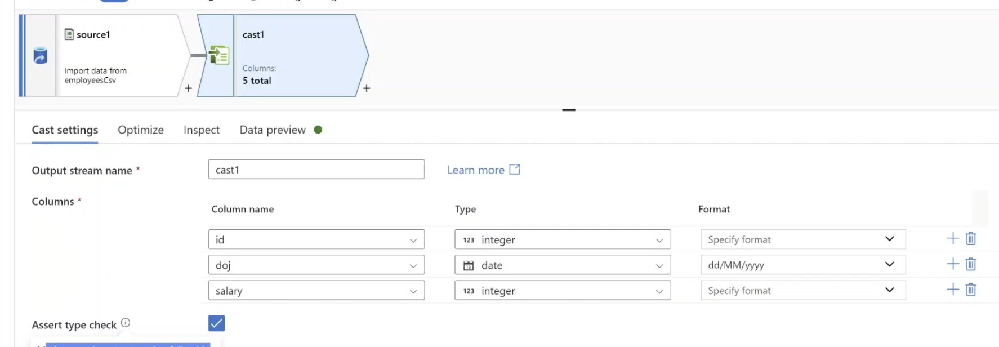 source1
Import data from
employeesCsv
+
cast1
Columns:
5 total
+
Cast settings Optimize Inspect Data preview
Output stream name * cast1 Learn more
Columns *
Column name Type Format
id 123 integer Specify format
doj 12 date dd/MM/yyyy
salary 123 integer Specify format
Assert type check